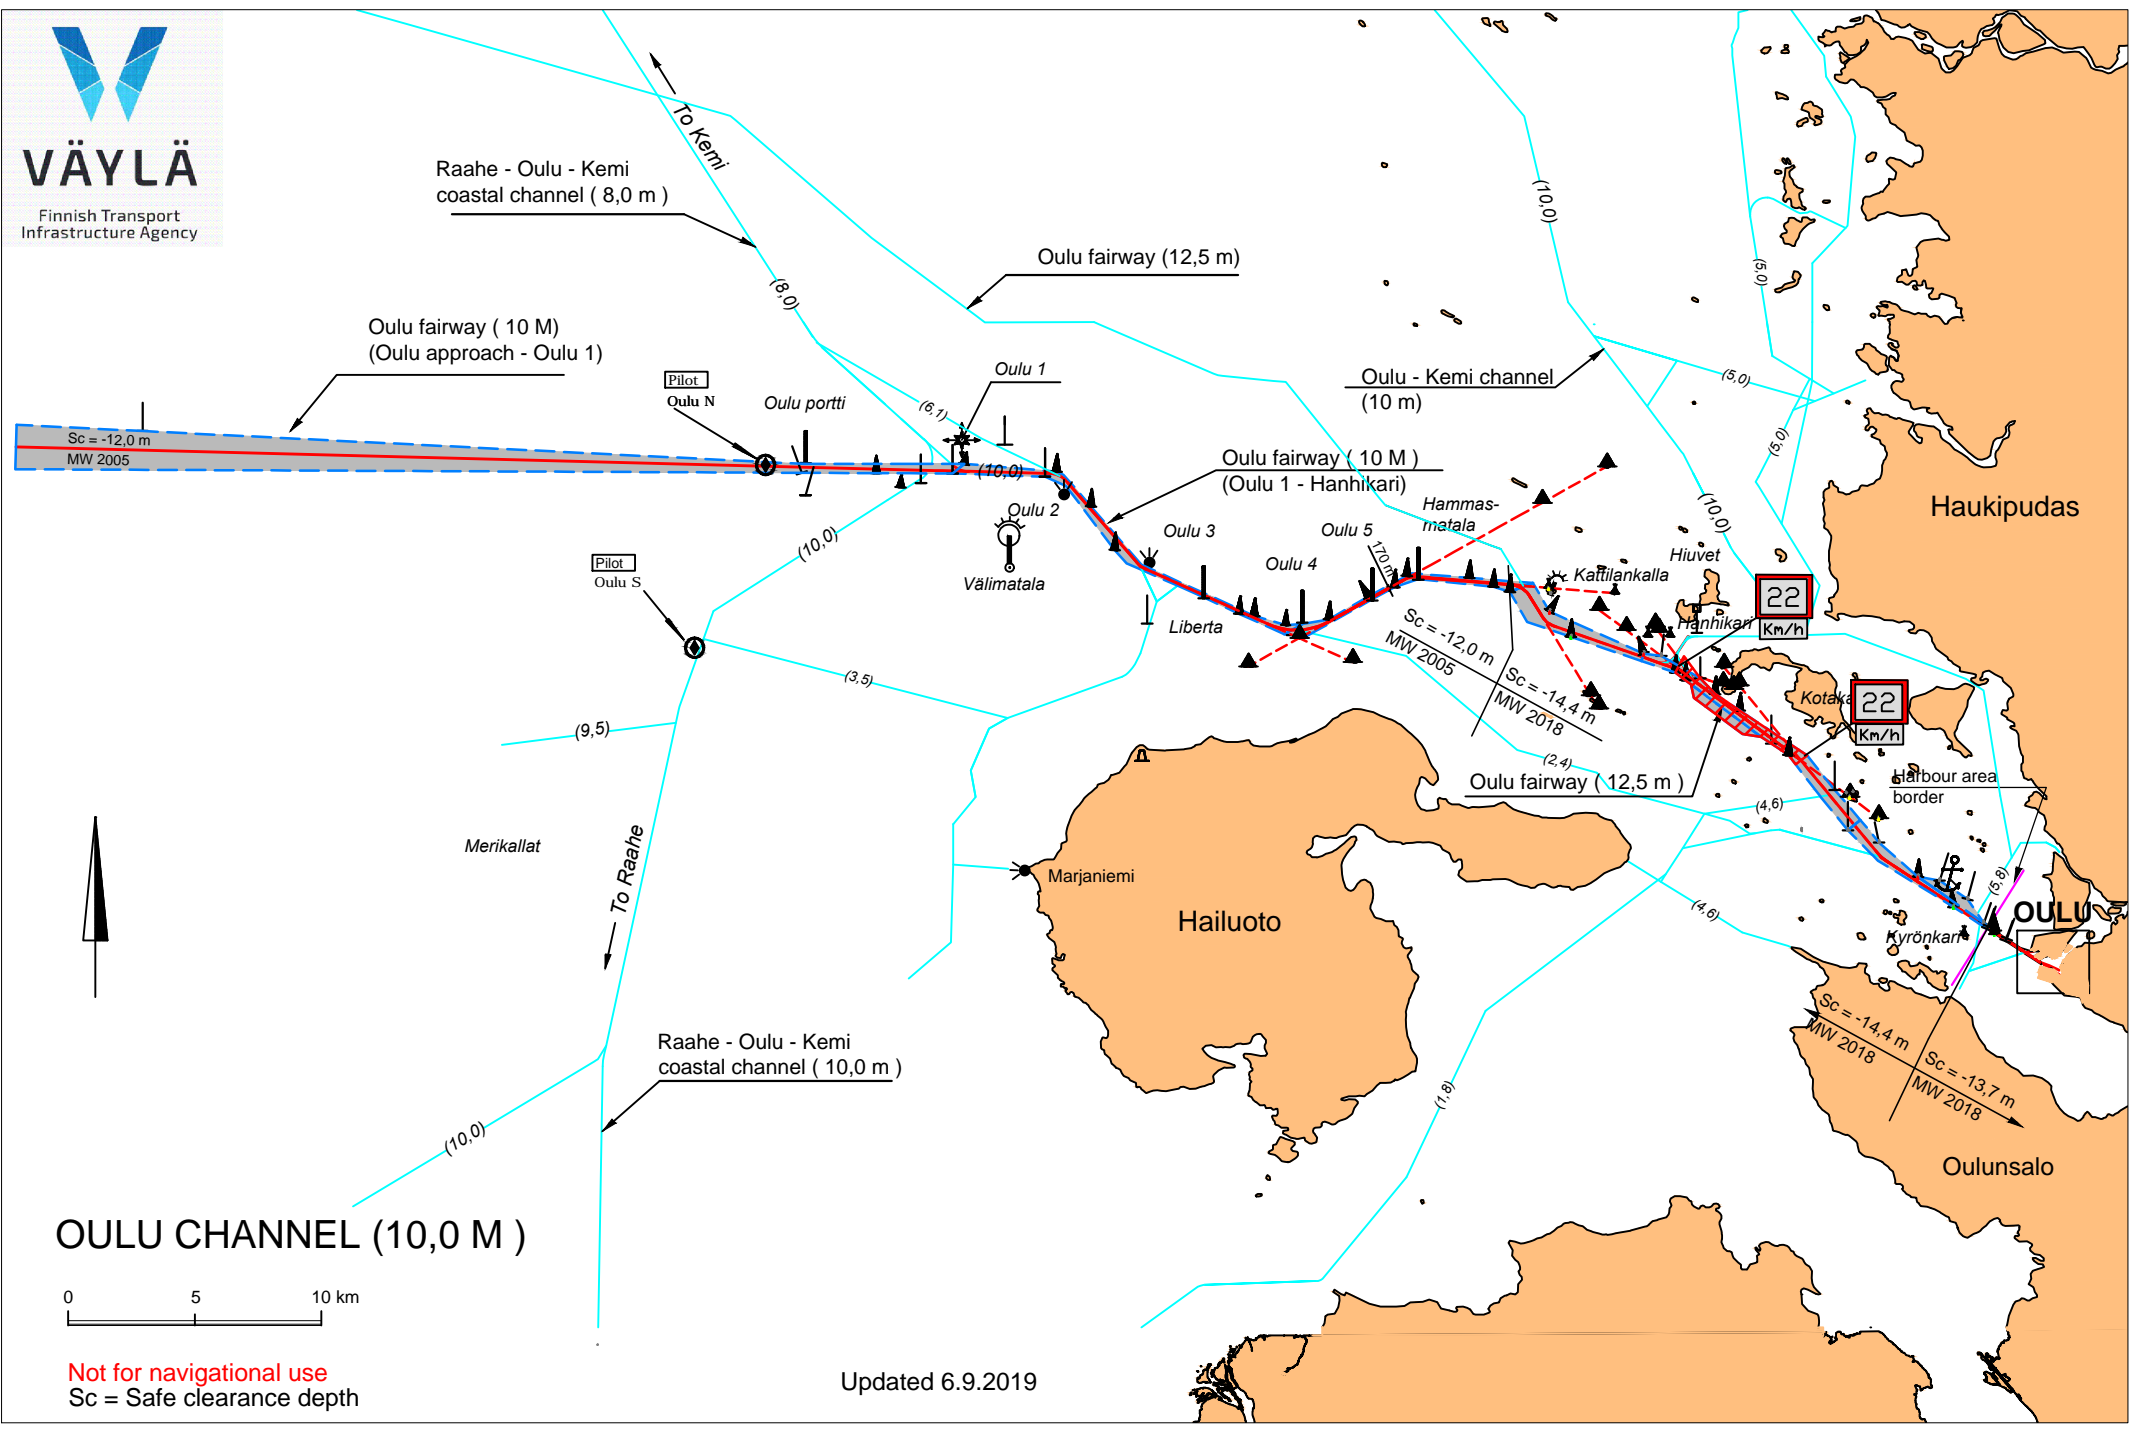 VÄYLÄ
Finnish Transport
Infrastructure Agency
To Kemi
Raahe - Oulu - Kemi
coastal channel ( 8,0 m )
(8,0)
Oulu fairway (12,5 m)
(10,0)
(5,0)
Oulu fairway ( 10 M)
(Oulu approach - Oulu 1)
Pilot
Oulu N
Oulu portti
Oulu 1
(6,1)
Oulu - Kemi channel
(10 m)
(5,0)
(5,0)
Sc = -12,0 m
MW 2005
(10,0)
Oulu fairway ( 10 M )
(Oulu 1 - Hanhikari)
Haukipudas
Oulu 2
Oulu 3
Oulu 4
Oulu 5
170 m
Hammas-
matala
(10,0)
Hiuvet
(10,0)
Pilot
Oulu S
Välimatala
Kattilankalla
22
Km/h
Hanhikari
Liberta
Sc = -12,0 m
MW 2005
Sc = -14,4 m
MW 2018
(3,5)
Kotaka
22
Km/h
(9,5)
(2,4)
Oulu fairway ( 12,5 m )
Harbour area
border
(4,6)
Merikallat
To Raahe
Marjaniemi
Hailuoto
(4,6)
(5,8)
OULU
Kyrönkari
Sc = -14,4 m
MW 2018
Sc = -13,7 m
MW 2018
Raahe - Oulu - Kemi
coastal channel ( 10,0 m )
(10,0)
(1,8)
Oulunsalo
OULU CHANNEL (10,0 M )
0 5 10 km
Not for navigational use
Sc = Safe clearance depth
Updated 6.9.2019